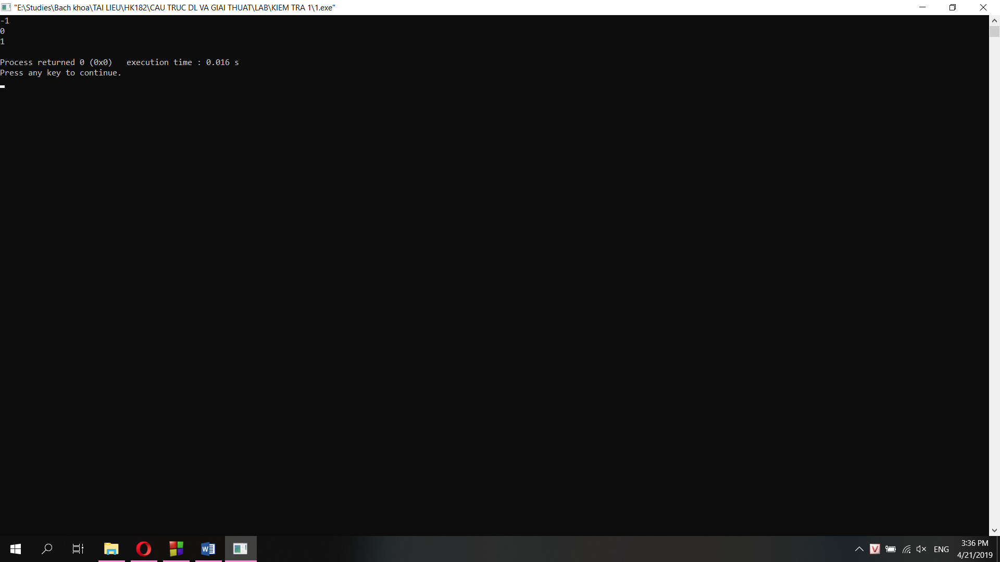 "E:\Studies\Bach khoa\TAI LIEU\HK182\CAU TRUC DL VA GIAI THUAT\LAB\KIEM TRA 1\1.exe"
-1
0
1
Process returned 0 (0x0)   execution time : 0.016 s
Press any key to continue.
W
V
ENG
3:36 PM
4/21/2019